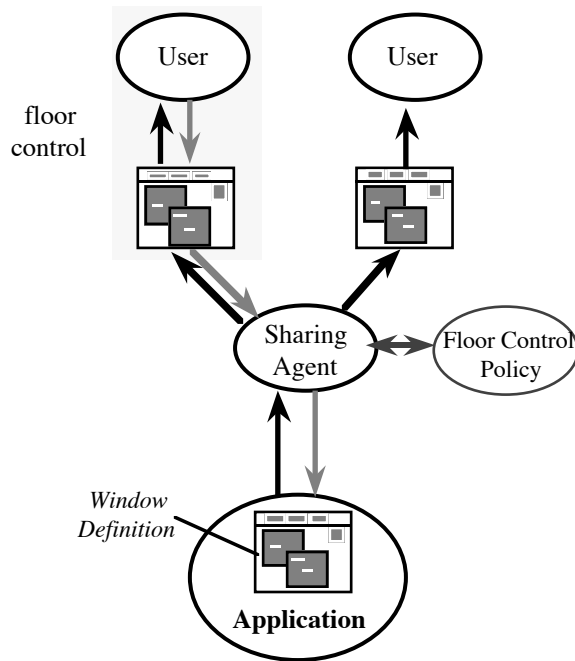 User
User
floor
control
Sharing
Agent
Floor Control
Policy
Window
Definition
Application